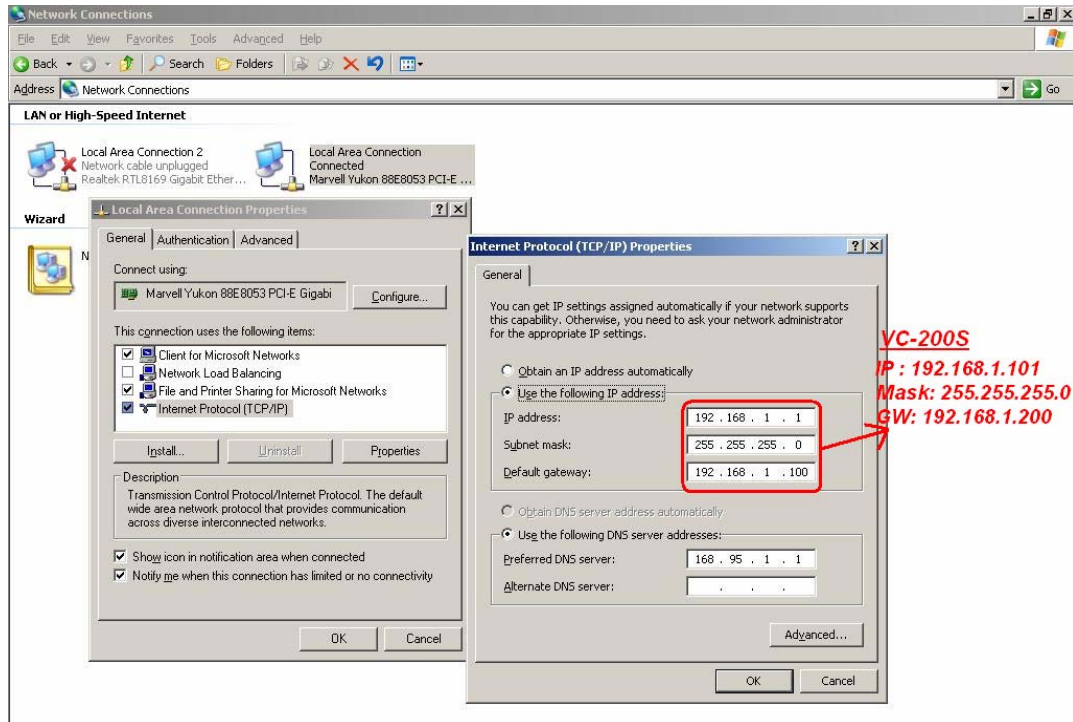 Network Connections
File Edit View Favorites Tools Advanced Help
Back Search Folders
Address Network Connections Go
LAN or High-Speed Internet
Local Area Connection 2
Network cable unplugged
Realtek RTL8169 Gigabit Ether...
Local Area Connection
Connected
Marvell Yukon 88E8053 PCI-E ...
Wizard
N
Local Area Connection Properties
General Authentication Advanced
Connect using:
Marvell Yukon 88E8053 PCI-E Gigabi
Configure...
This connection uses the following items:
Client for Microsoft Networks
Network Load Balancing
File and Printer Sharing for Microsoft Networks
Internet Protocol (TCP/IP)
Install... Uninstall Properties
Description
Transmission Control Protocol/Internet Protocol. The default
wide area network protocol that provides communication
across diverse interconnected networks.
Show icon in notification area when connected
Notify me when this connection has limited or no connectivity
OK Cancel
Internet Protocol (TCP/IP) Properties
General
You can get IP settings assigned automatically if your network supports
this capability. Otherwise, you need to ask your network administrator
for the appropriate IP settings.
Obtain an IP address automatically
Use the following IP address:
IP address: 192 . 168 . 1 . 1
Subnet mask: 255 . 255 . 255 . 0
Default gateway: 192 . 168 . 1 . 100
Obtain DNS server address automatically
Use the following DNS server addresses:
Preferred DNS server: 168 . 95 . 1 . 1
Alternate DNS server: . . .
Advanced...
OK Cancel
VC-200S
IP : 192.168.1.101
Mask: 255.255.255.0
GW: 192.168.1.200